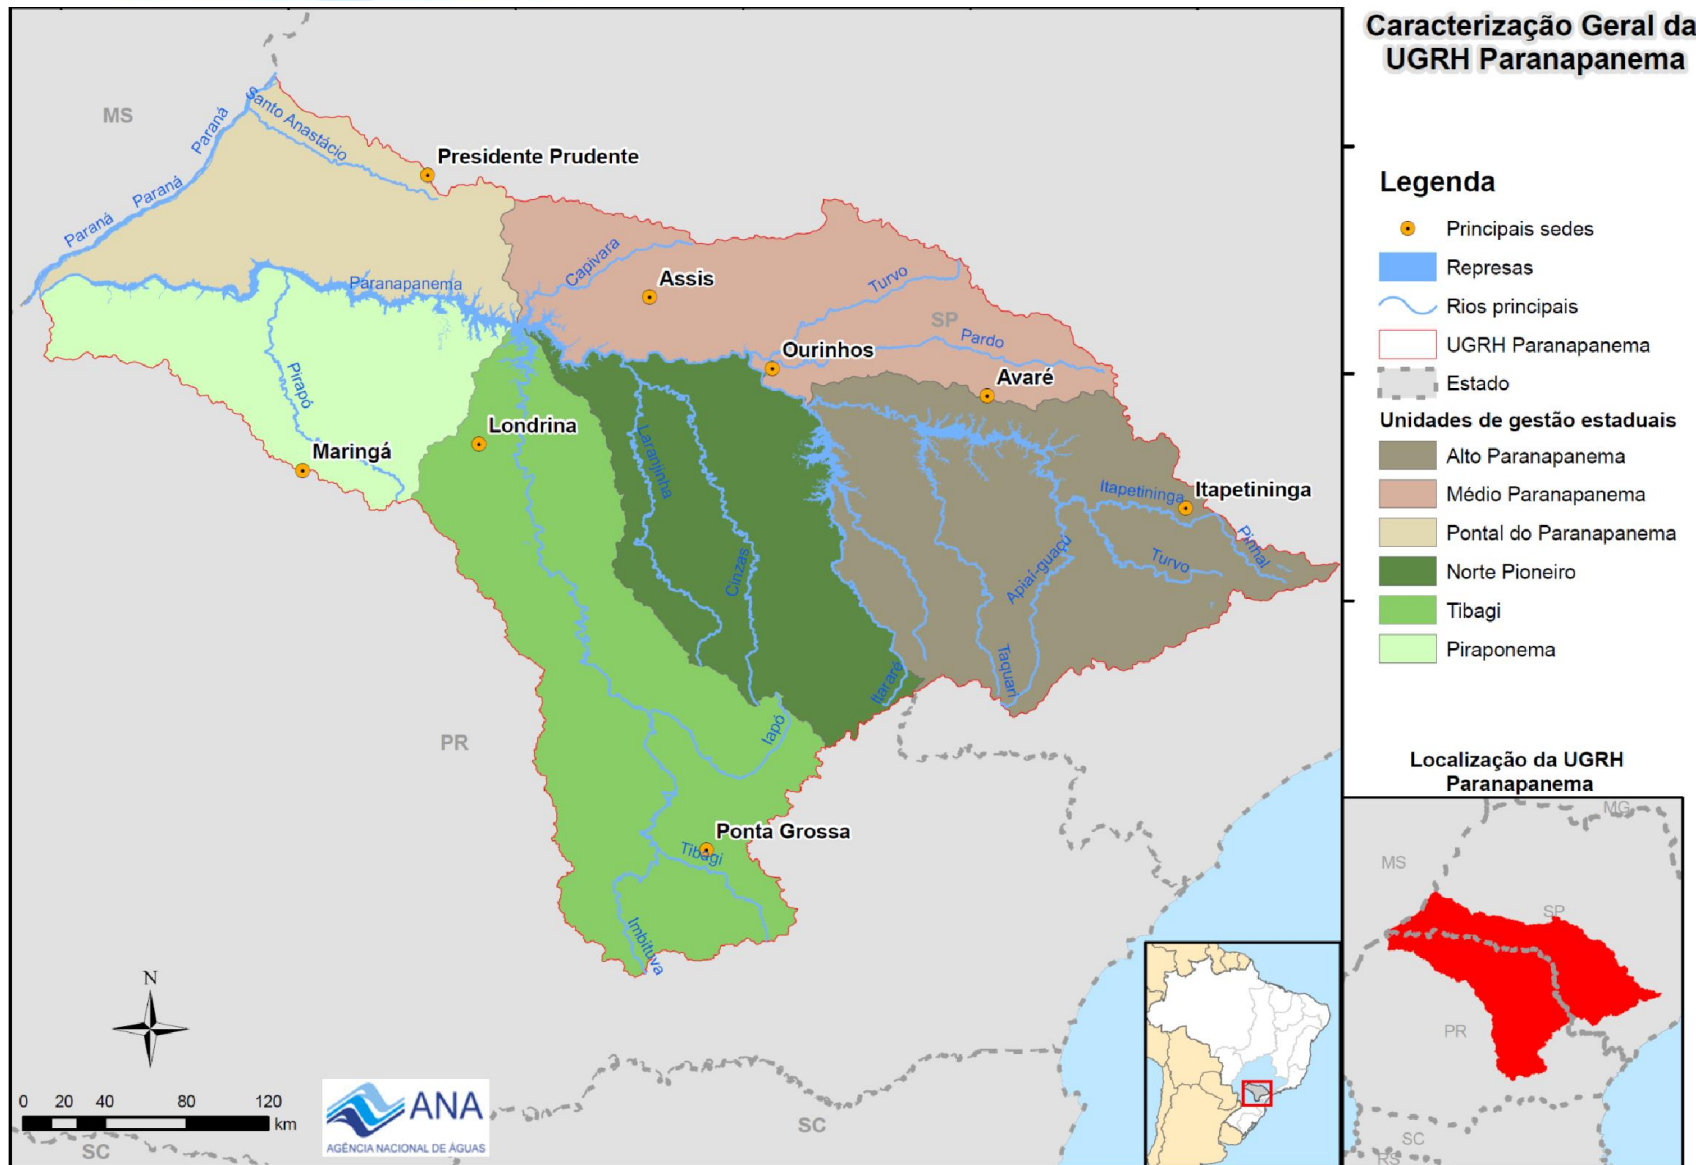 Caracterização Geral da
UGRH Paranapanema
MS
Santo Anastácio
Paraná
Paraná
Paraná
Presidente Prudente
Capivara
Assis
Turvo
SP
Pardo
Paranapanema
Ourinhos
Avaré
Pirapó
Maringá
Londrina
Laranjinha
Cinzas
Itapetininga
Itapetininga
Pinhal
Turvo
Apiaí-guaçú
Taquari
Itararé
Iapó
PR
Ponta Grossa
Tibagi
Imbituva
N
0 20 40 80 120
km
ANA
AGÊNCIA NACIONAL DE ÁGUAS
SC
SC
Legenda
Principais sedes
Represas
Rios principais
UGRH Paranapanema
Estado
Unidades de gestão estaduais
Alto Paranapanema
Médio Paranapanema
Pontal do Paranapanema
Norte Pioneiro
Tibagi
Piraponema
Localização da UGRH
Paranapanema
MG
MS
SP
PR
SC
RS